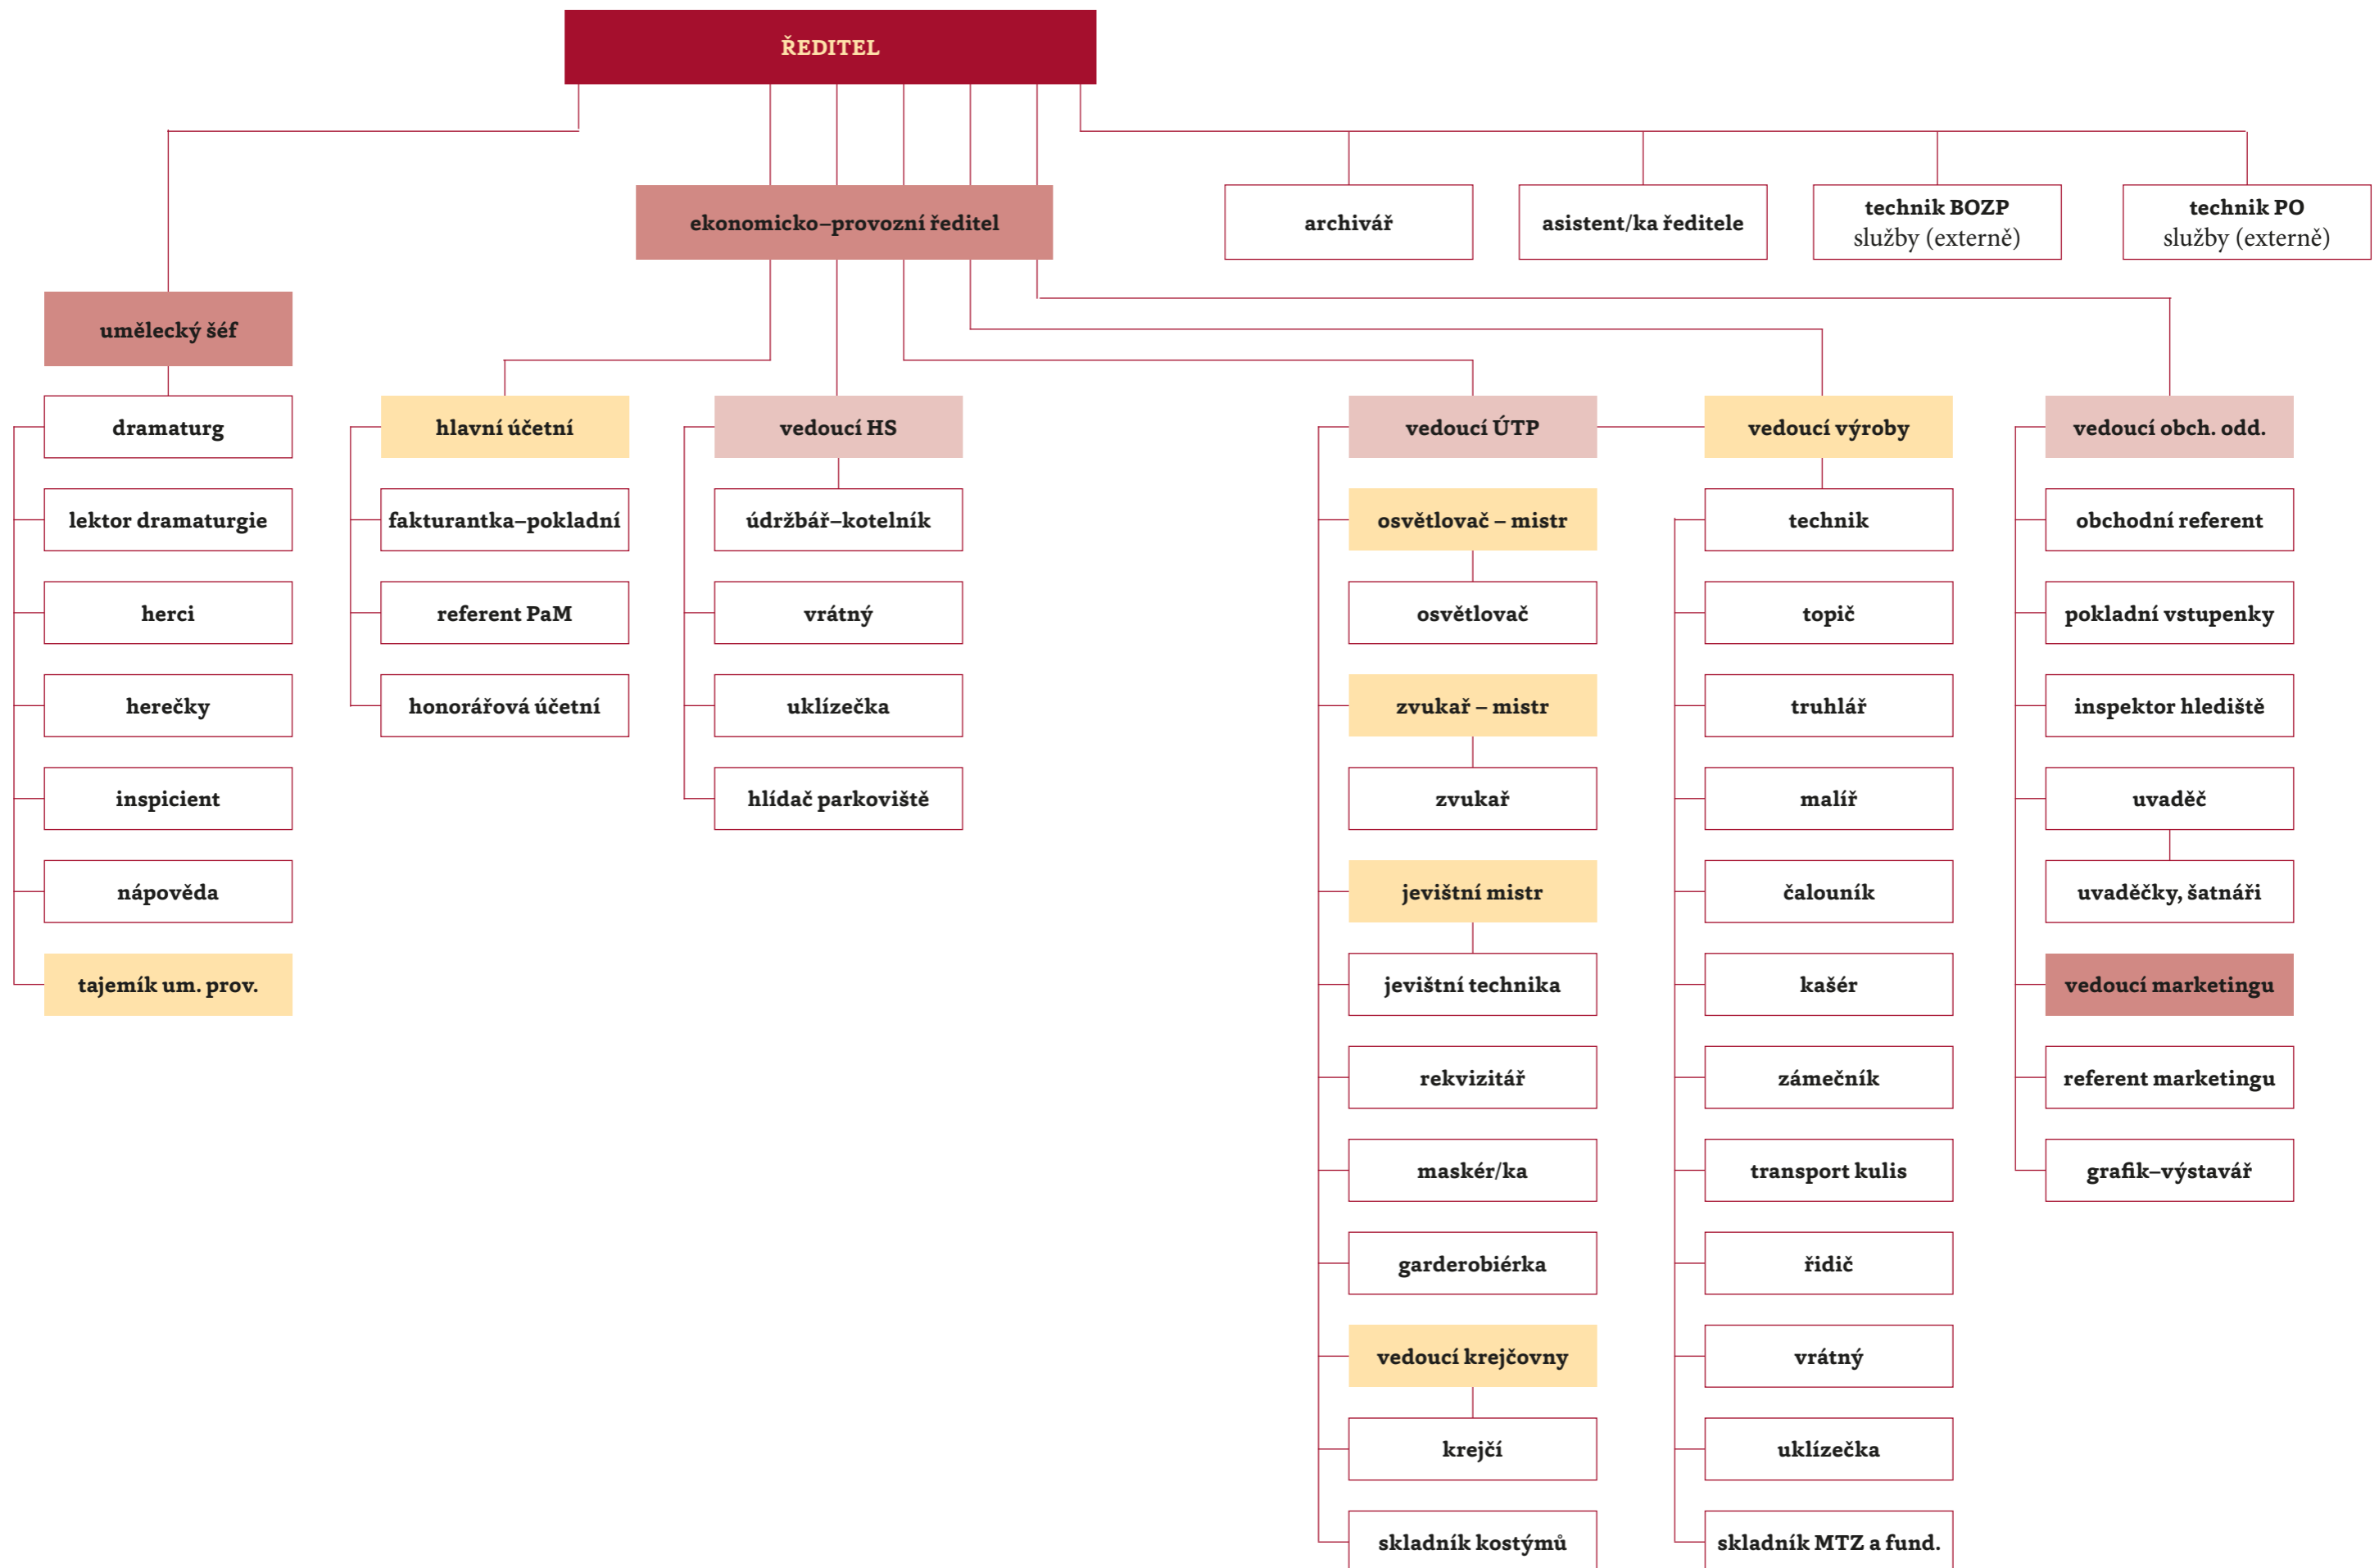 ŘEDITEL
ekonomicko–provozní ředitel
archivář
asistent/ka ředitele
technik BOZP
služby (externě)
technik PO
služby (externě)
umělecký šéf
dramaturg
lektor dramaturgie
herci
herečky
inspicient
nápověda
tajemík um. prov.
hlavní účetní
fakturantka–pokladní
referent PaM
honorářová účetní
vedoucí HS
údržbář–kotelník
vrátný
uklízečka
hlídač parkoviště
vedoucí ÚTP
osvětlovač – mistr
osvětlovač
zvukař – mistr
zvukař
jevištní mistr
jevištní technika
rekvizitář
maskér/ka
garderobiérka
vedoucí krejčovny
krejčí
skladník kostýmů
vedoucí výroby
technik
topič
truhlář
malíř
čalouník
kašér
zámečník
transport kulis
řidič
vrátný
uklízečka
skladník MTZ a fund.
vedoucí obch. odd.
obchodní referent
pokladní vstupenky
inspektor hlediště
uvaděč
uvaděčky, šatnáři
vedoucí marketingu
referent marketingu
grafik–výstavář